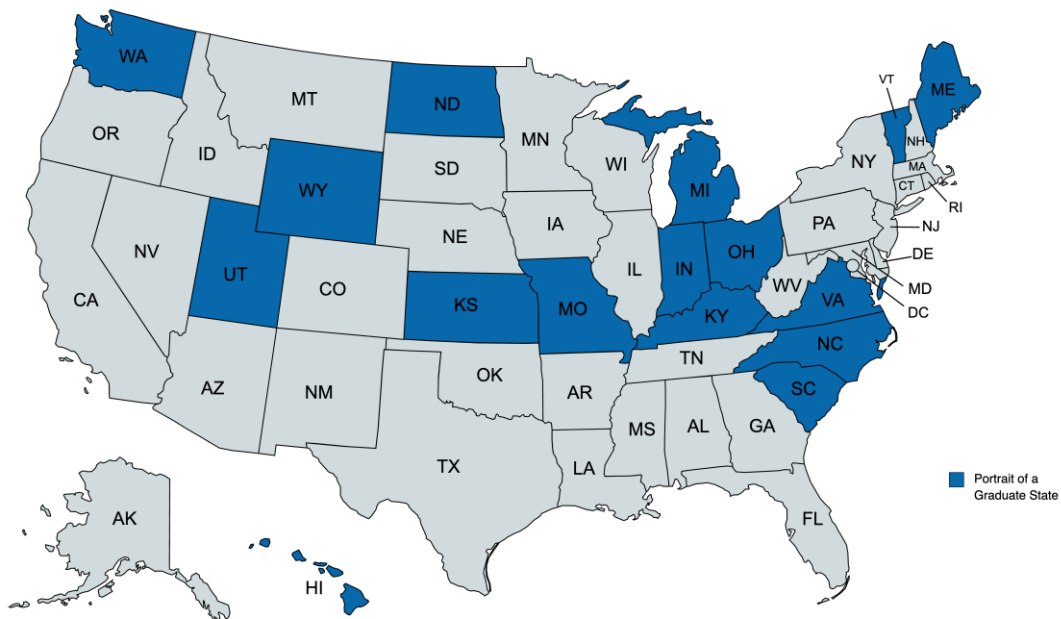 WA
MT
ND
MN
VT
ME
OR
ID
SD
WI
MI
NY
NH
MA
CT
RI
WY
NE
IA
PA
NJ
NV
UT
CO
IL
IN
OH
DE
WV
MD
DC
VA
CA
KS
MO
KY
NC
TN
AZ
NM
OK
AR
SC
MS
AL
GA
TX
LA
Portrait of a
Graduate State
FL
AK
HI